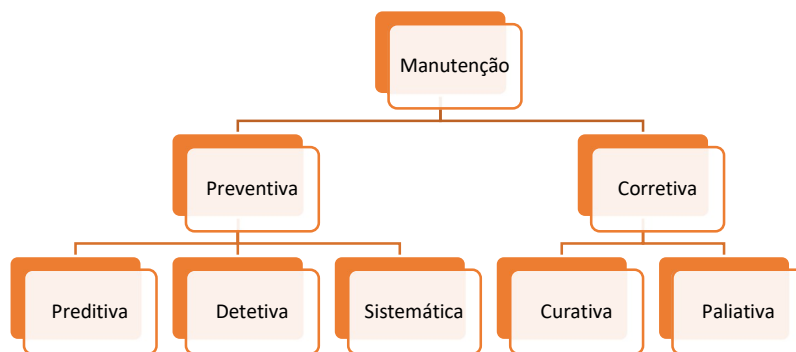 Manutenção
Preventiva
Corretiva
Preditiva
Detetiva
Sistemática
Curativa
Paliativa